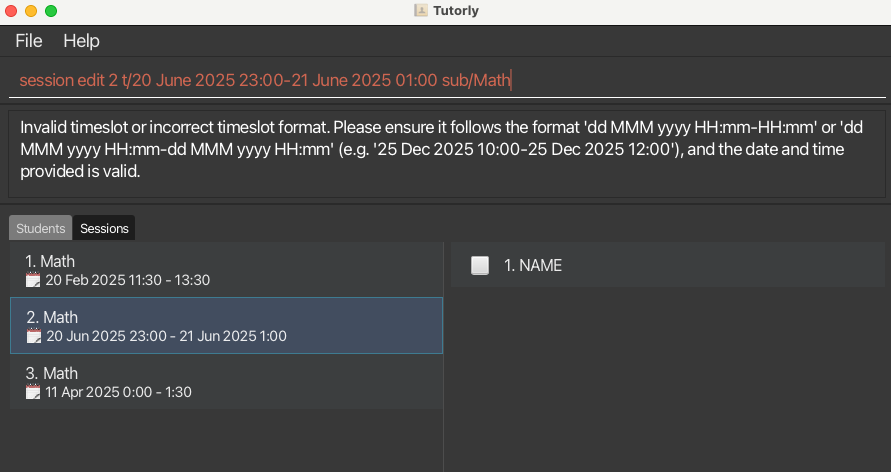 Tutorly
File Help
session edit 2 t/20 June 2025 23:00-21 June 2025 01:00 sub/Math
Invalid timeslot or incorrect timeslot format. Please ensure it follows the format 'dd MMM yyyy HH:mm-HH:mm' or 'dd
MMM yyyy HH:mm-dd MMM yyyy HH:mm' (e.g. '25 Dec 2025 10:00-25 Dec 2025 12:00'), and the date and time
provided is valid.
Students Sessions
1. Math
20 Feb 2025 11:30 - 13:30
2. Math
20 Jun 2025 23:00 - 21 Jun 2025 1:00
3. Math
11 Apr 2025 0:00 - 1:30
1. NAME